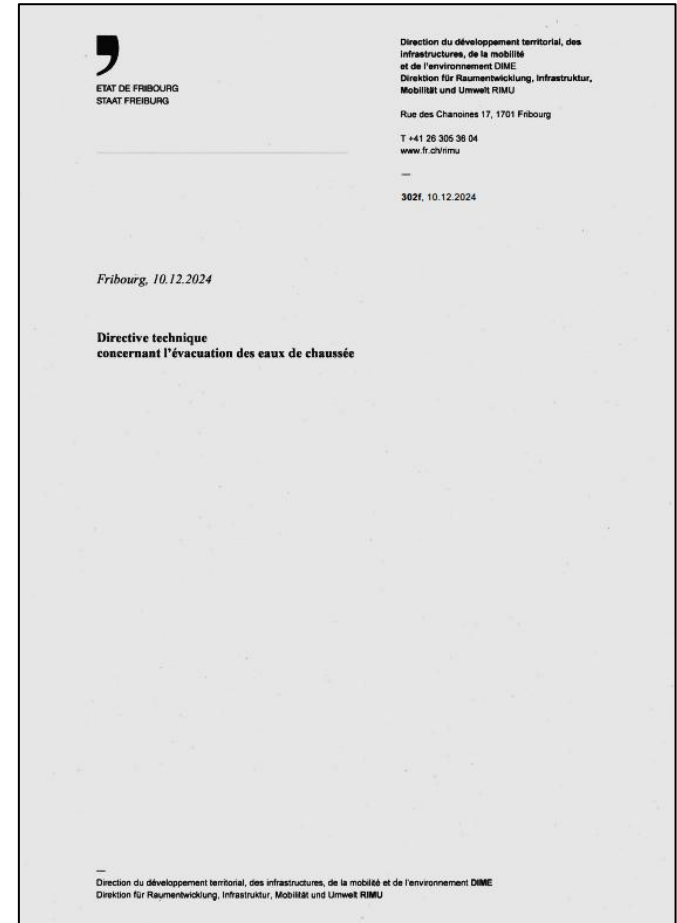 ETAT DE FRIBOURG
STAAT FREIBURG
Direction du développement territorial, des
infrastructures, de la mobilité
et de l'environnement DIME
Direktion für Raumentwicklung, Infrastruktur,
Mobilität und Umwelt RIMU
Rue des Chanoines 17, 1701 Fribourg
T +41 26 305 36 04
www.fr.ch/rimu
—
302f, 10.12.2024
Fribourg, 10.12.2024
Directive technique
concernant l'évacuation des eaux de chaussée
—
Direction du développement territorial, des infrastructures, de la mobilité et de l'environnement DIME
Direktion für Raumentwicklung, Infrastruktur, Mobilität und Umwelt RIMU